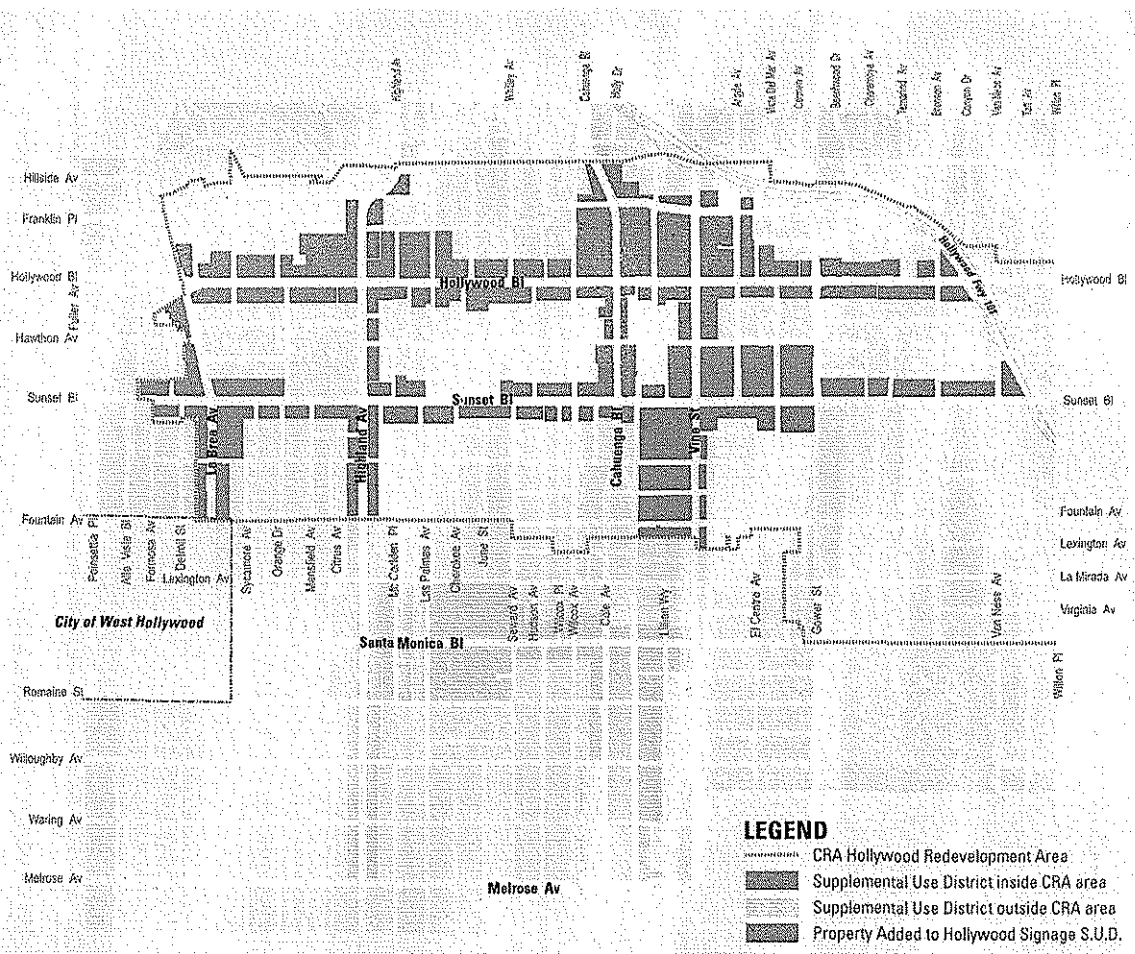 Highland Av
Whitley Av
Cahuenga Bl
Holly Dr
Argyle Av
Vista Del Mar Av
Carmen Av
Beachwood Dr
Cheremoya Av
Tamarind Av
Bronson Av
Canyon Dr
Van Ness Av
Taft Av
Wilton Pl
Hillside Av
Franklin Pl
Hollywood Bl
Fuller Av
Hawthon Av
Sunset Bl
Fountain Av
Hollywood Bl
Hollywood Fwy 101
Hollywood Bl
Sunset Bl
Sunset Bl
La Brea Av
Highland Av
Cahuenga Bl
Vine St
Poinsettia Pl
Alta Vista Bl
Formosa Av
Detroit St
Lexington Av
Sycamore Av
Orange Dr
Mansfield Av
Citrus Av
Mc Cadden Pl
Las Palmas Av
Cherokee Av
June St
Seward Av
Hudson Av
Wilcox Pl
Wilcox Av
Cole Av
Lillian Wy
El Centro Av
Gower St
Van Ness Av
Fountain Av
Lexington Av
La Mirada Av
Virginia Av
Wilton Pl
City of West Hollywood
Santa Monica Bl
Romaine St
Willoughby Av
Waring Av
Melrose Av
Melrose Av
LEGEND
CRA Hollywood Redevelopment Area
Supplemental Use District inside CRA area
Supplemental Use District outside CRA area
Property Added to Hollywood Signage S.U.D.